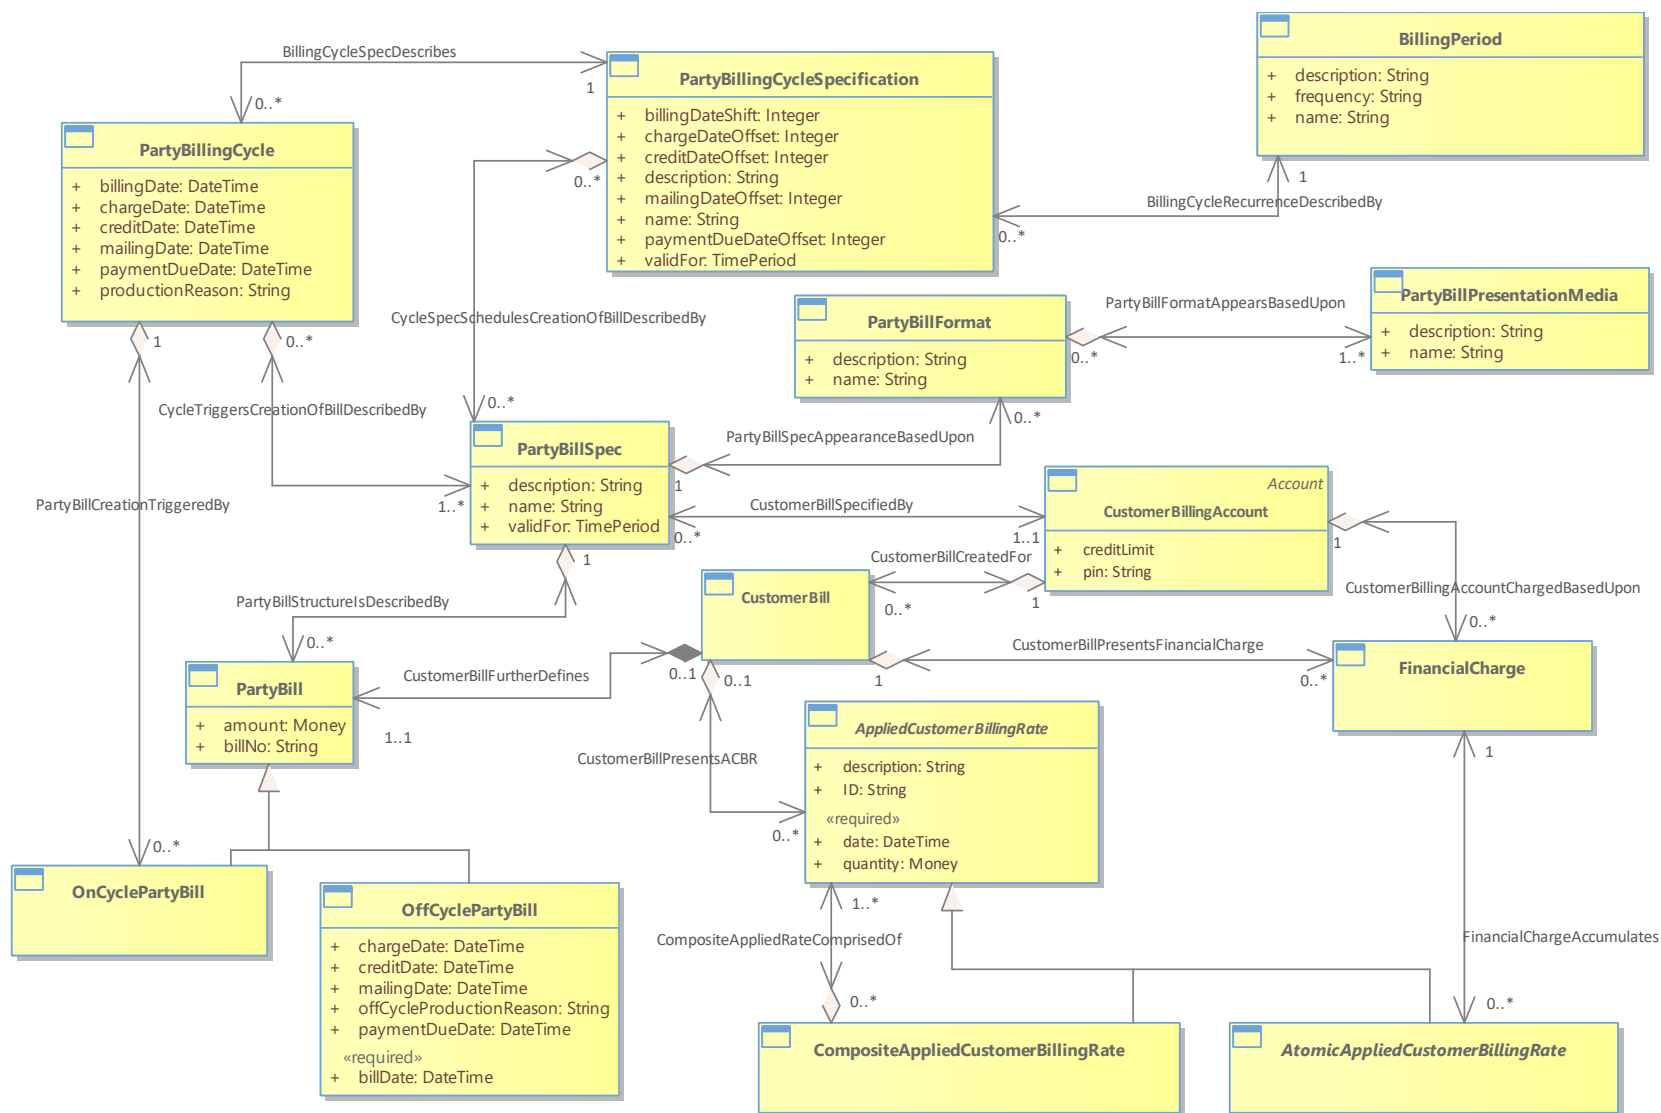 BillingCycleSpecDescribes
1
0..*
PartyBillingCycleSpecification
+ billingDateShift: Integer
+ chargeDateOffset: Integer
+ creditDateOffset: Integer
+ description: String
+ mailingDateOffset: Integer
+ name: String
+ paymentDueDateOffset: Integer
+ validFor: TimePeriod
BillingPeriod
+ description: String
+ frequency: String
+ name: String
1
BillingCycleRecurrenceDescribedBy
0..*
PartyBillingCycle
+ billingDate: DateTime
+ chargeDate: DateTime
+ creditDate: DateTime
+ mailingDate: DateTime
+ paymentDueDate: DateTime
+ productionReason: String
0..*
1
0..*
CycleSpecSchedulesCreationOfBillDescribedBy
0..*
CycleTriggersCreationOfBillDescribedBy
1..*
PartyBillCreationTriggeredBy
0..*
PartyBillFormat
+ description: String
+ name: String
PartyBillFormatAppearsBasedUpon
0..*
1..*
PartyBillPresentationMedia
+ description: String
+ name: String
0..*
PartyBillSpecAppearanceBasedUpon
1
PartyBillSpec
+ description: String
+ name: String
+ validFor: TimePeriod
CustomerBillSpecifiedBy
0..*
1..1
Account
CustomerBillingAccount
+ creditLimit
+ pin: String
1
CustomerBillingAccountChargedBasedUpon
0..*
CustomerBillCreatedFor
0..*
1
1
PartyBillStructureIsDescribedBy
0..*
CustomerBill
CustomerBillPresentsFinancialCharge
1
0..*
FinancialCharge
CustomerBillFurtherDefines
0..1
1..1
0..1
CustomerBillPresentsACBR
0..*
PartyBill
+ amount: Money
+ billNo: String
AppliedCustomerBillingRate
+ description: String
+ ID: String
«required»
+ date: DateTime
+ quantity: Money
1
FinancialChargeAccumulates
0..*
OnCyclePartyBill
OffCyclePartyBill
+ chargeDate: DateTime
+ creditDate: DateTime
+ mailingDate: DateTime
+ offCycleProductionReason: String
+ paymentDueDate: DateTime
«required»
+ billDate: DateTime
1..*
CompositeAppliedRateComprisedOf
0..*
CompositeAppliedCustomerBillingRate
AtomicAppliedCustomerBillingRate